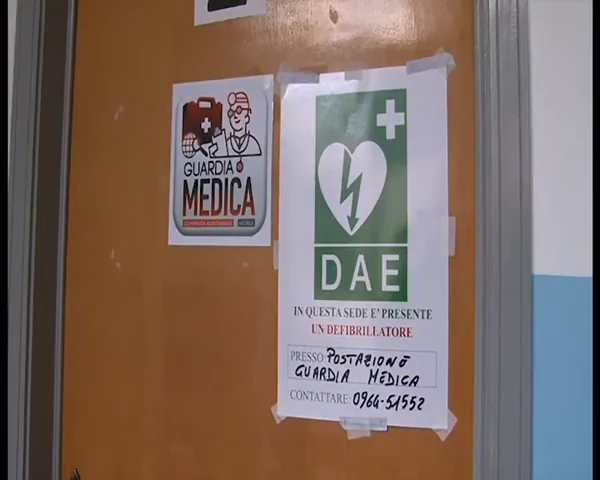 GUARDIA
MEDICA
DAE
IN QUESTA SEDE E' PRESENTE
UN DEFIBRILLATORE
PRESSO: POSTAZIONE
GUARDIA MEDICA
CONTATTARE: 0964-51552